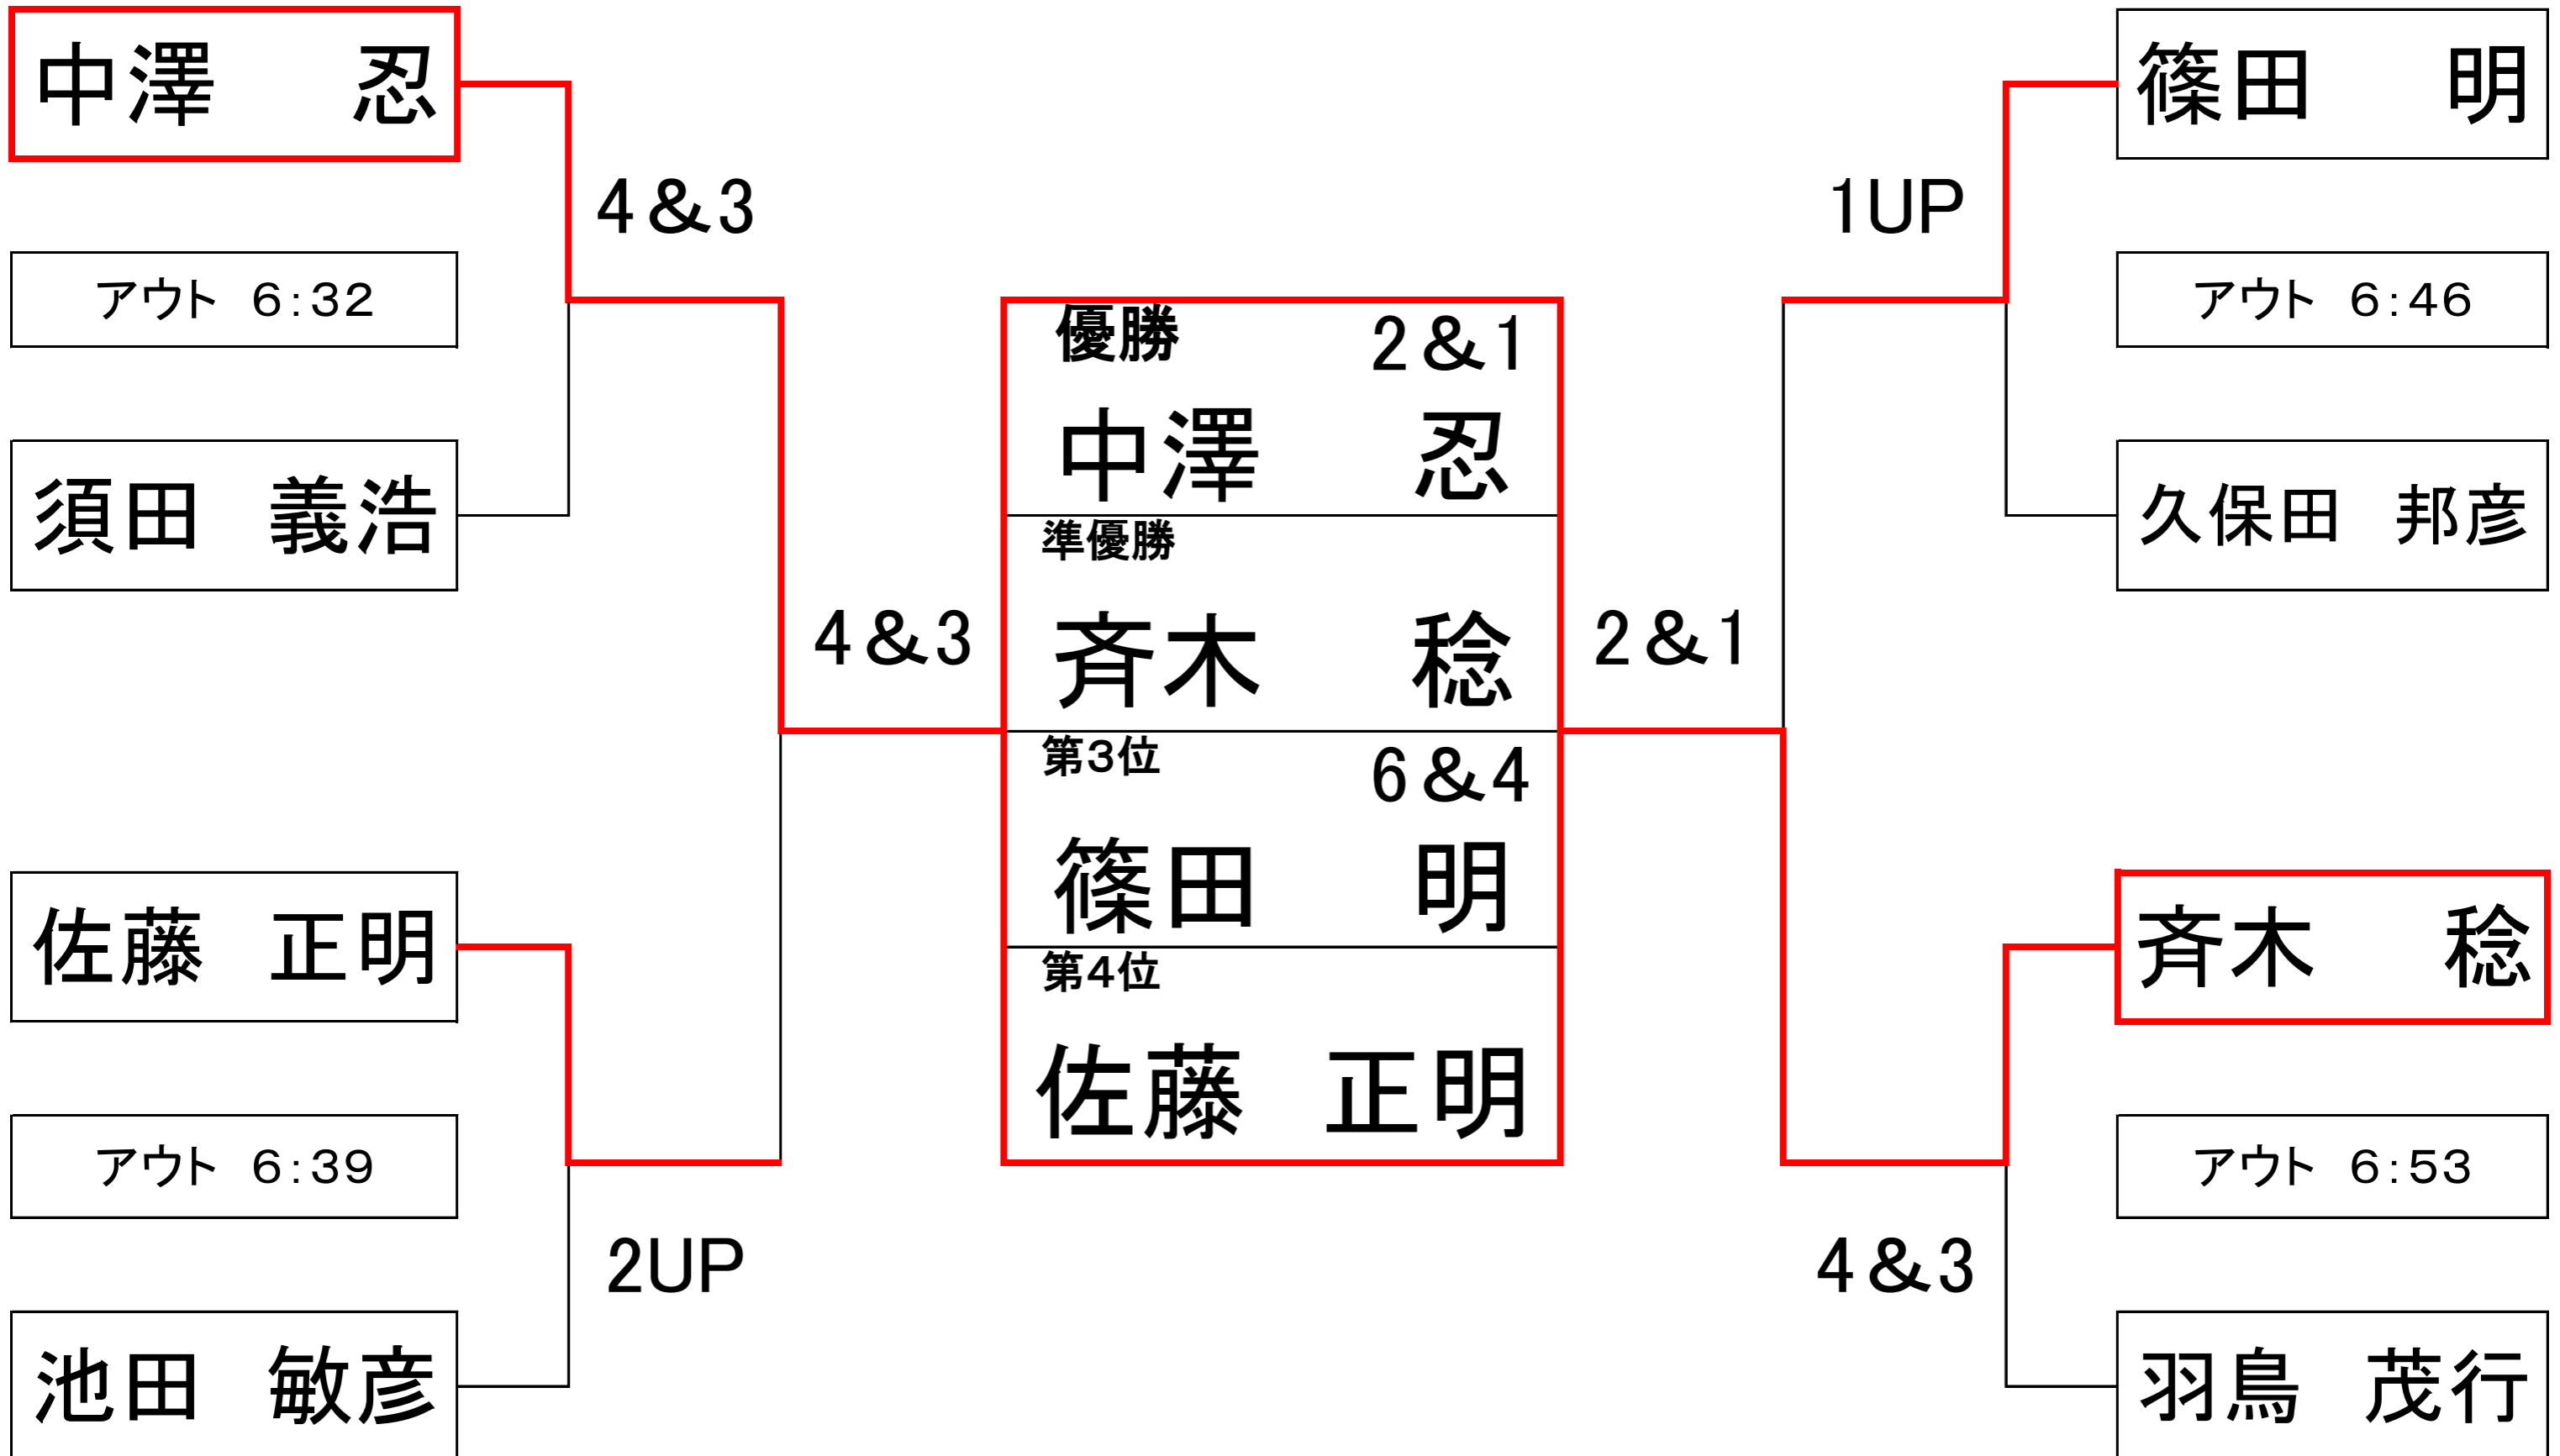 中澤　忍
4＆3
アウト 6:32
須田　義浩
4＆3
佐藤　正明
アウト 6:39
2UP
池田　敏彦
優勝　2＆1
中澤　忍
準優勝
斉木　稔
第3位　6＆4
篠田　明
第4位
佐藤　正明
篠田　明
1UP
アウト 6:46
久保田　邦彦
2＆1
斉木　稔
アウト 6:53
4＆3
羽鳥　茂行